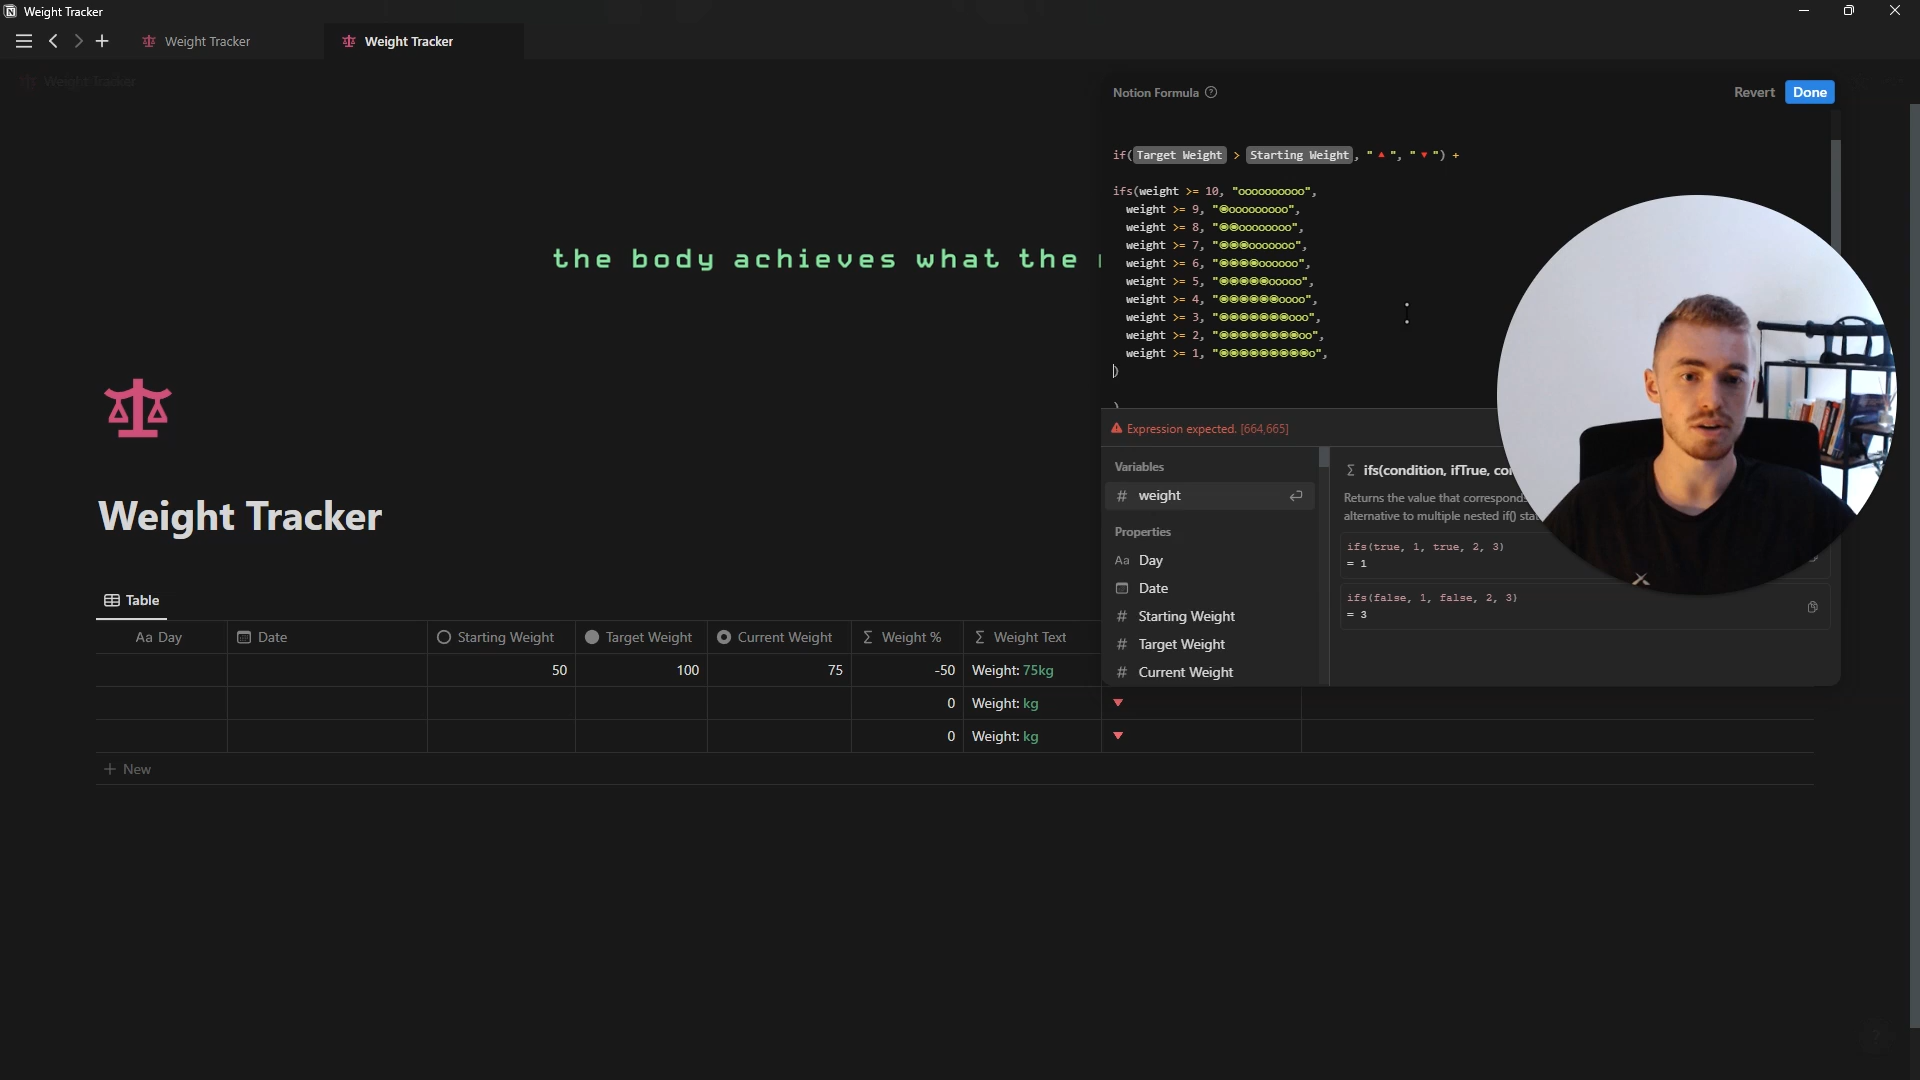 Weight Tracker
Weight Tracker
Weight Tracker
Weight Tracker
Notion Formula
Revert
Done
if(Target Weight > Starting Weight, "🔺", "🔻") +
ifs(weight >= 10, "oooooooooo",
weight >= 9, "◉ooooooooo",
weight >= 8, "◉◉oooooooo",
weight >= 7, "◉◉◉ooooooo",
weight >= 6, "◉◉◉◉oooooo",
weight >= 5, "◉◉◉◉◉ooooo",
weight >= 4, "◉◉◉◉◉◉oooo",
weight >= 3, "◉◉◉◉◉◉◉ooo",
weight >= 2, "◉◉◉◉◉◉◉◉oo",
weight >= 1, "◉◉◉◉◉◉◉◉◉o",
)
)
the body achieves what the
Expression expected. [664,665]
Variables
# weight
Properties
Aa Day
Date
# Starting Weight
# Target Weight
# Current Weight
Σ ifs(condition, ifTrue,
Returns the value that
alternative to multiple nested if()
ifs(true, 1, true, 2, 3)
= 1
ifs(false, 1, false, 2, 3)
= 3
Weight Tracker
Table
Aa Day
Date
Starting Weight
Target Weight
Current Weight
Σ Weight %
Σ Weight Text
50
100
75
-50
Weight: 75kg
0
Weight: kg
🔻
0
Weight: kg
🔻
+ New